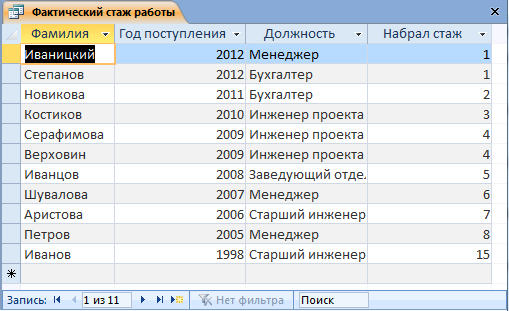 Фактический стаж работы
Фамилия Год поступления Должность Набрал стаж
Иваницкий 2012 Менеджер 1
Степанов 2012 Бухгалтер 1
Новикова 2011 Бухгалтер 2
Костиков 2010 Инженер проекта 3
Серафимова 2009 Инженер проекта 4
Верховин 2009 Инженер проекта 4
Иванцов 2008 Заведующий отде. 5
Шувалова 2007 Менеджер 6
Аристова 2006 Старший инженер 7
Петров 2005 Менеджер 8
Иванов 1998 Старший инженер 15
Запись: 1 из 11 Нет фильтра Поиск